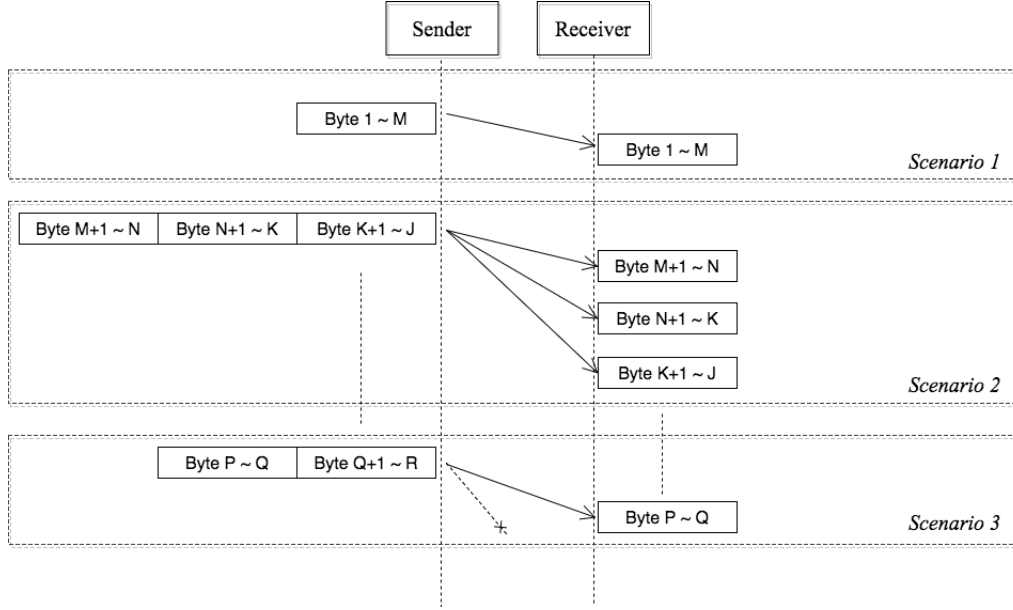 Sender
Receiver
Byte 1 ~ M
Byte 1 ~ M
Scenario 1
Byte M+1 ~ N
Byte N+1 ~ K
Byte K+1 ~ J
Byte M+1 ~ N
Byte N+1 ~ K
Byte K+1 ~ J
Scenario 2
Byte P ~ Q
Byte Q+1 ~ R
Byte P ~ Q
Scenario 3